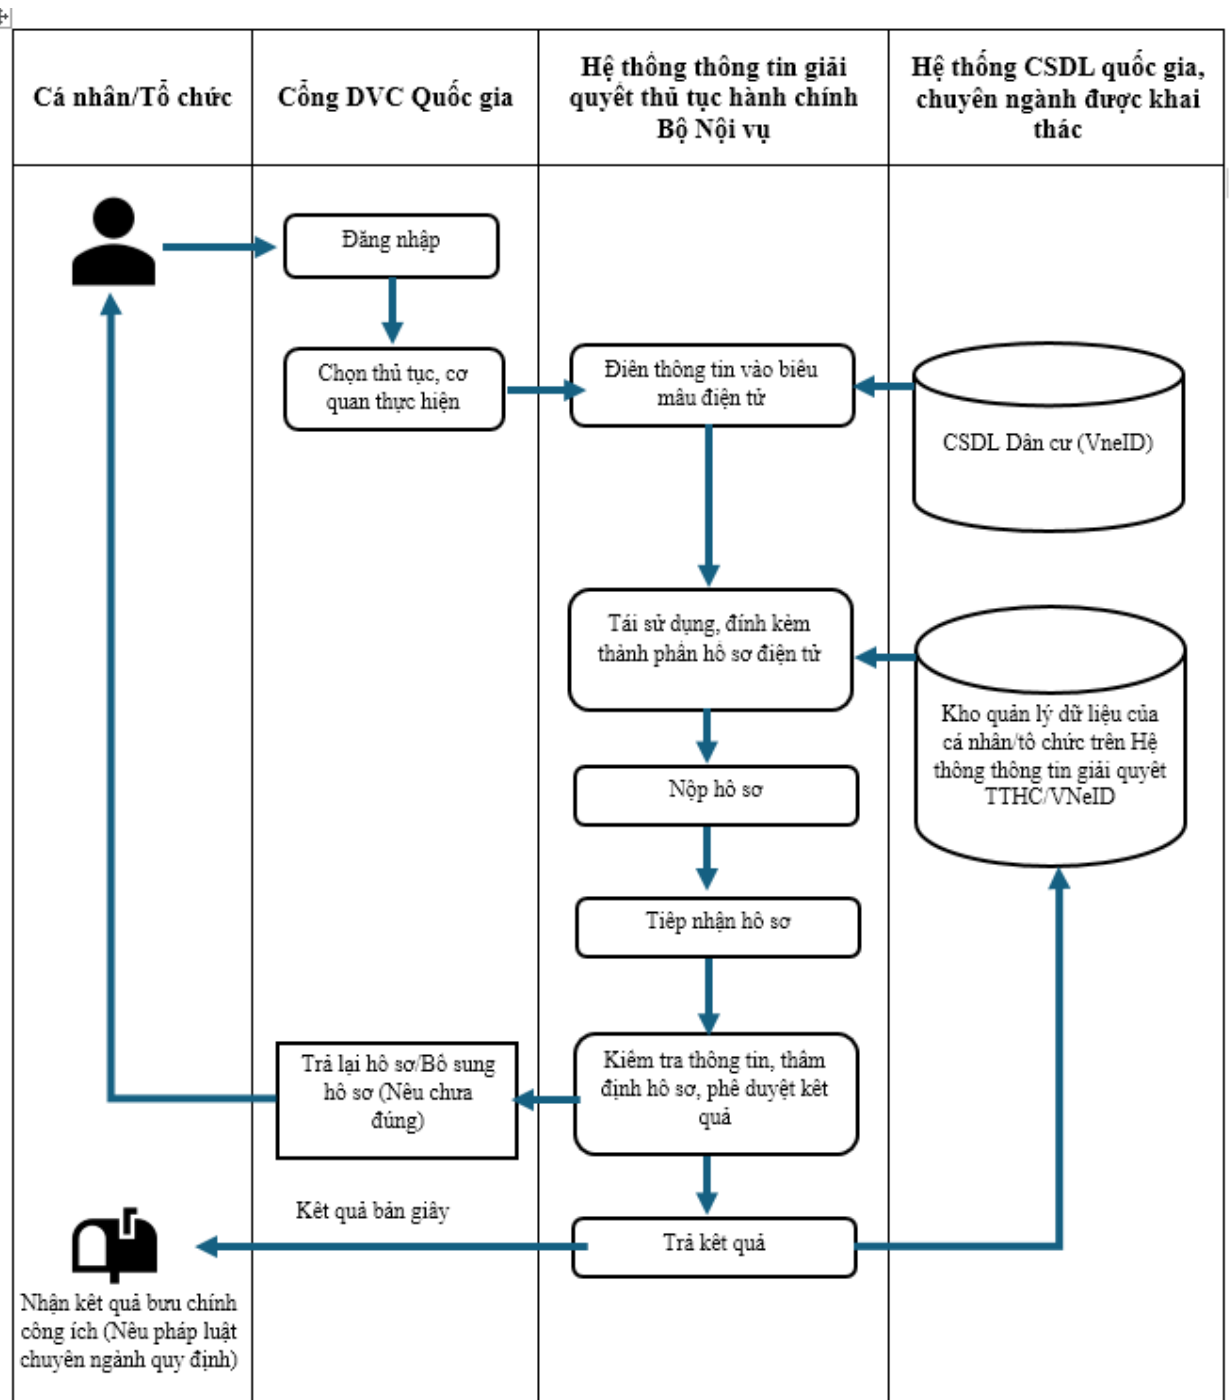 Cá nhân/Tổ chức
Cổng DVC Quốc gia
Hệ thống thông tin giải
quyết thủ tục hành chính
Bộ Nội vụ
Hệ thống CSDL quốc gia,
chuyên ngành được khai
thác
Đăng nhập
Chọn thủ tục, cơ
quan thực hiện
Điền thông tin vào biểu
mẫu điện tử
CSDL Dân cư (VneID)
Tái sử dụng, đính kèm
thành phần hồ sơ điện tử
Kho quản lý dữ liệu của
cá nhân/tổ chức trên Hệ
thống thông tin giải quyết
TTHC/VNeID
Nộp hồ sơ
Tiếp nhận hồ sơ
Kiểm tra thông tin, thẩm
định hồ sơ, phê duyệt kết
quả
Trả lại hồ sơ/Bổ sung
hồ sơ (Nếu chưa
đúng)
Kết quả bản giấy
Trả kết quả
Nhận kết quả bưu chính
công ích (Nếu pháp luật
chuyên ngành quy định)